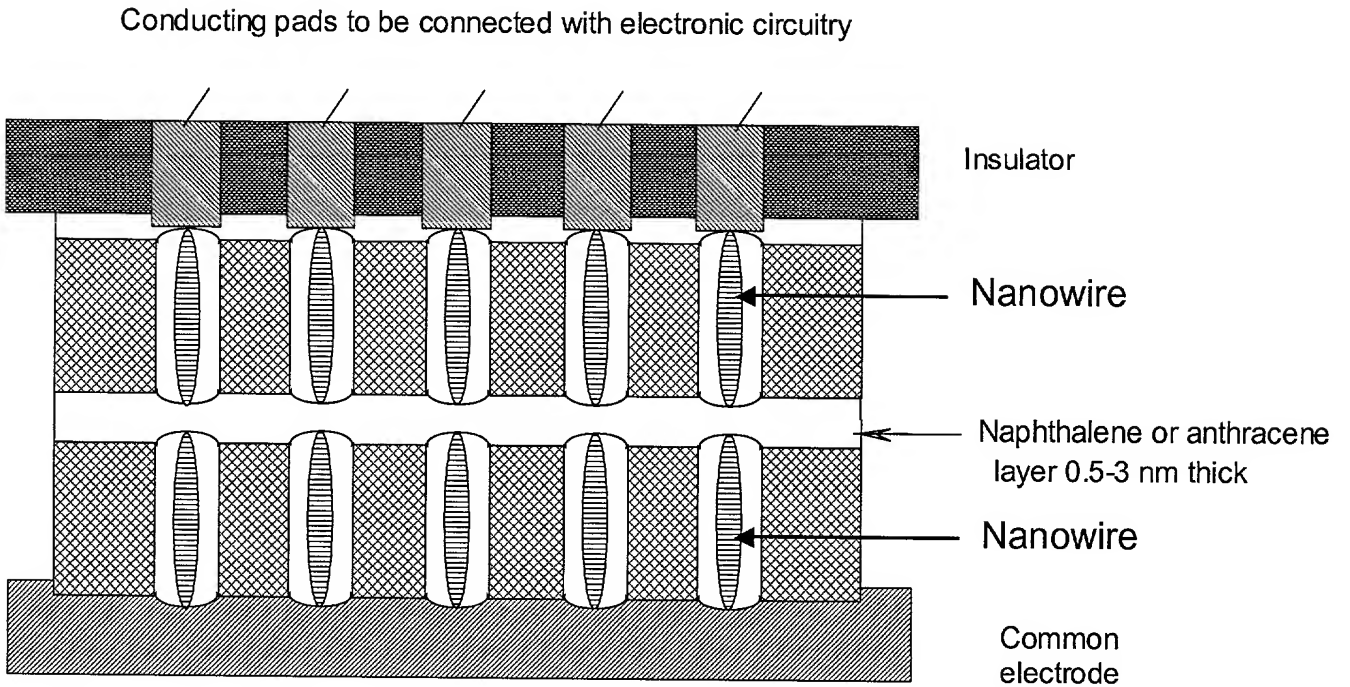 Conducting pads to be connected with electronic circuitry
Insulator
Nanowire
Naphthalene or anthracene
layer 0.5-3 nm thick
Nanowire
Common
electrode